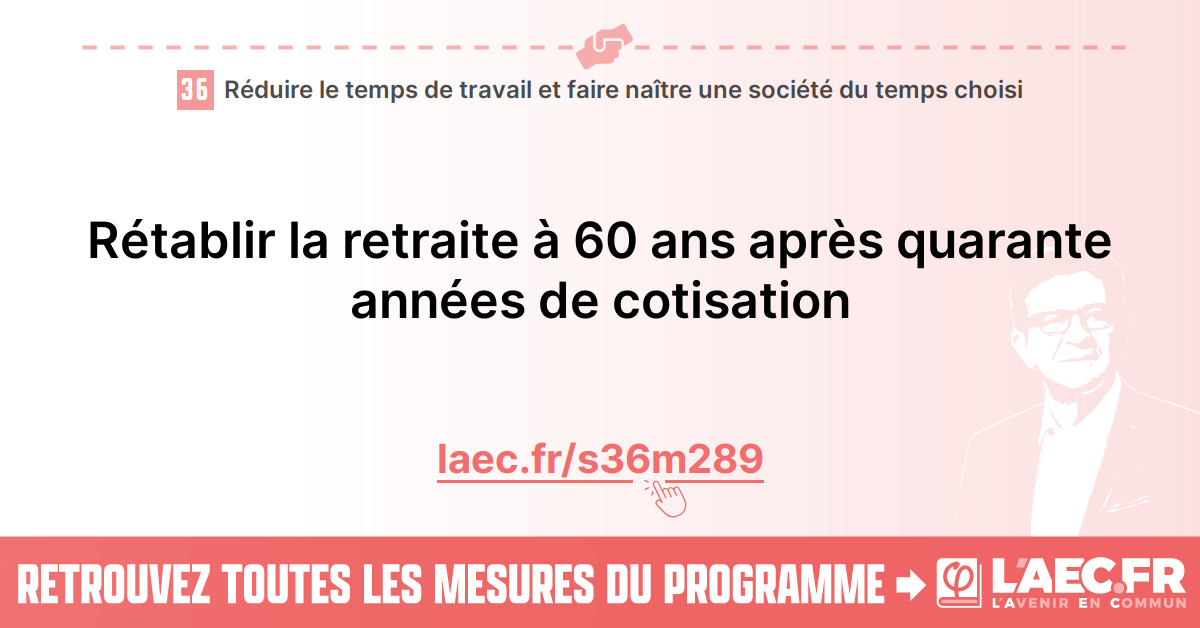 36 Réduire le temps de travail et faire naître une société du temps choisi
Rétablir la retraite à 60 ans après quarante
années de cotisation
laec.fr/s36m289
RETROUVEZ TOUTES LES MESURES DU PROGRAMME
φ L'AEC.FR
L'AVENIR EN COMMUN